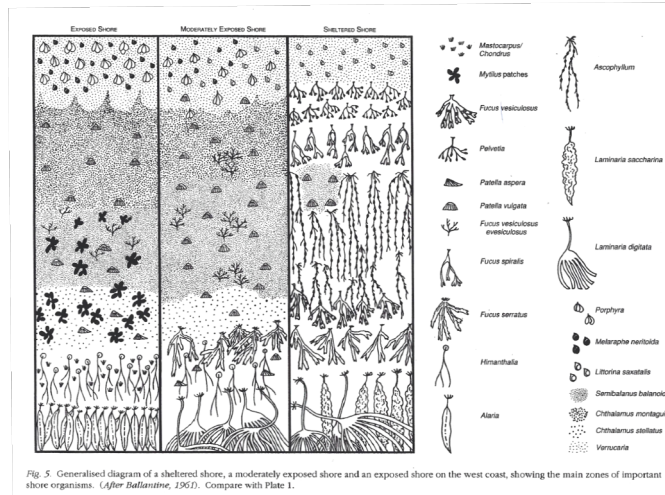 EXPOSED SHORE
MODERATELY EXPOSED SHORE
SHELTERED SHORE
Mastocarpus/
Chondrus
Mytilus patches
Fucus vesiculosus
Pelvetia
Patella aspera
Patella vulgata
Fucus vesiculosus
evesiculosus
Fucus spiralis
Fucus serratus
Himanthalia
Alaria
Ascophyllum
Laminaria saccharina
Laminaria digitata
Porphyra
Melaraphe neritoida
Littorina saxatalis
Semibalanus balanoid
Chthalamus montagui
Chthalamus stellatus
Verrucaria
Fig. 5. Generalised diagram of a sheltered shore, a moderately exposed shore and an exposed shore on the west coast, showing the main zones of important
shore organisms. (After Ballantine, 1961). Compare with Plate 1.